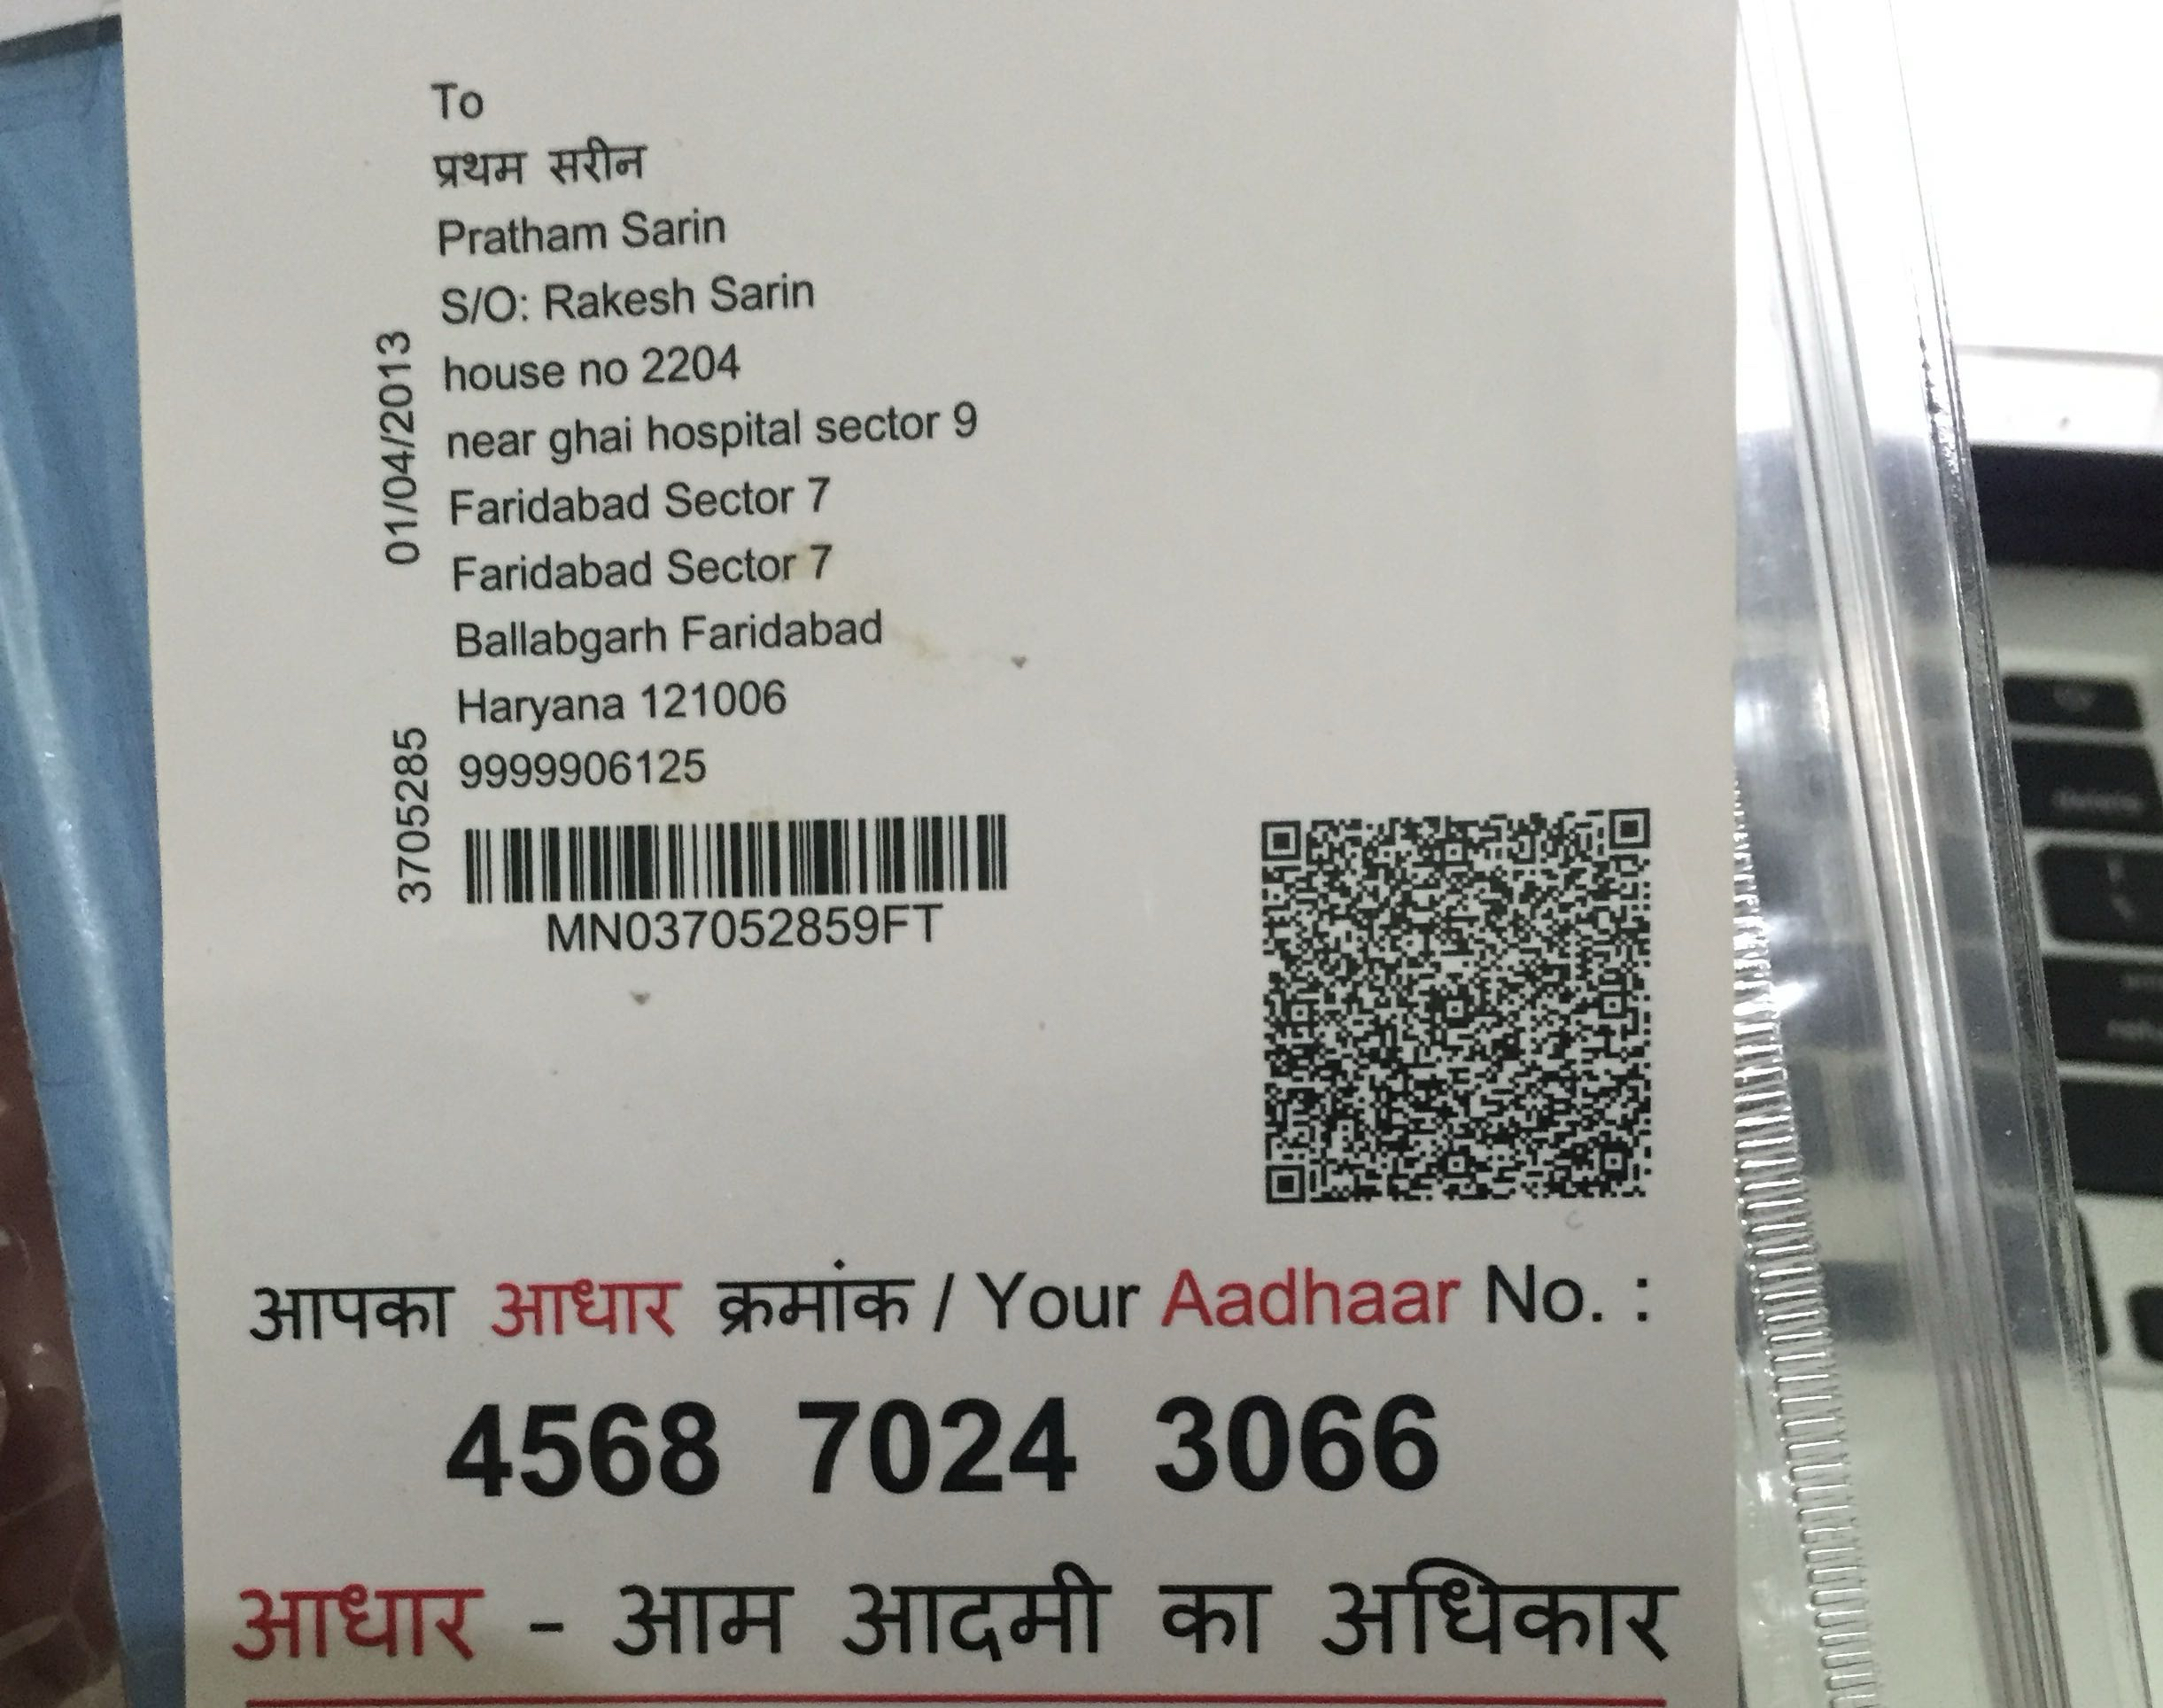 To
प्रथम सरीन
Pratham Sarin
S/O: Rakesh Sarin
house no 2204
near ghai hospital sector 9
Faridabad Sector 7
Faridabad Sector 7
Ballabgarh Faridabad
Haryana 121006
9999906125
01/04/2013
3705285
MN037052859FT
आपका आधार क्रमांक / Your Aadhaar No. :
4568 7024 3066
आधार - आम आदमी का अधिकार